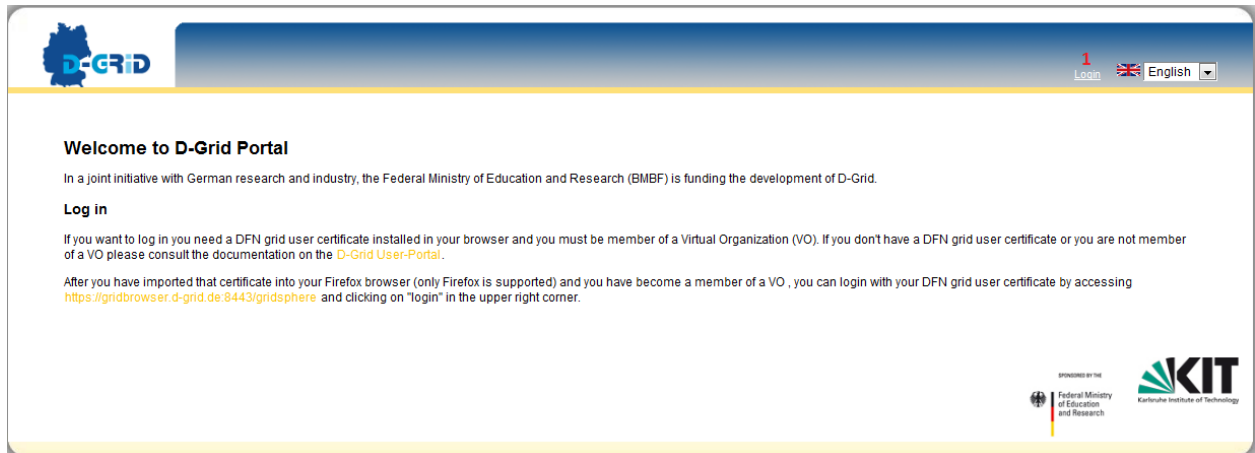 D-GRiD
1
Login
English
Welcome to D-Grid Portal
In a joint initiative with German research and industry, the Federal Ministry of Education and Research (BMBF) is funding the development of D-Grid.
Log in
If you want to log in you need a DFN grid user certificate installed in your browser and you must be member of a Virtual Organization (VO). If you don't have a DFN grid user certificate or you are not member
of a VO please consult the documentation on the D-Grid User-Portal.
After you have imported that certificate into your Firefox browser (only Firefox is supported) and you have become a member of a VO , you can login with your DFN grid user certificate by accessing
https://gridbrowser.d-grid.de:8443/gridsphere and clicking on "login" in the upper right corner.
SPONSORED BY THE
Federal Ministry
of Education
and Research
KIT
Karlsruhe Institute of Technology